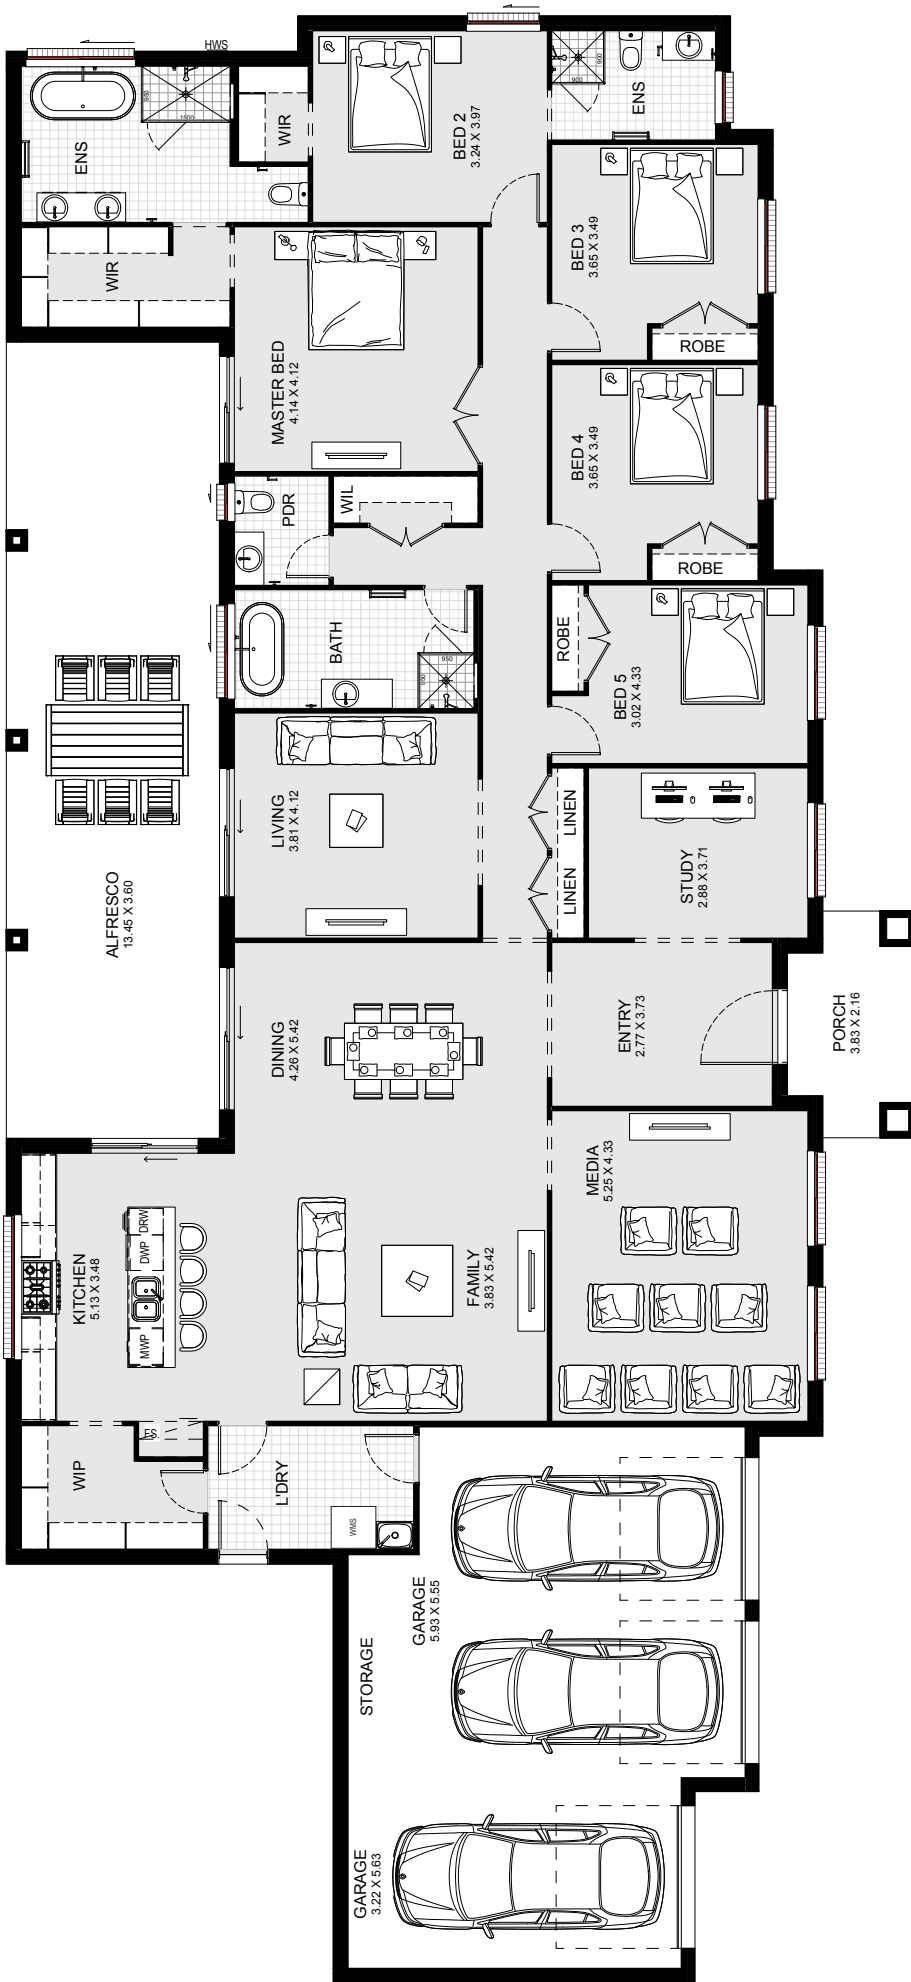 HWS
960
1500
ENS
WIR
BED 2
3.24 X 3.97
900
900
ENS
WIR
MASTER BED
4.14 X 4.12
BED 3
3.65 X 3.49
ROBE
BED 4
3.65 X 3.49
ROBE
PDR
WIL
BATH
950
950
ROBE
BED 5
3.02 X 4.33
LIVING
3.81 X 4.12
LINEN
LINEN
STUDY
2.88 X 3.71
ALFRESCO
13.45 X 3.60
DINING
4.26 X 5.42
ENTRY
2.77 X 3.73
PORCH
3.83 X 2.16
KITCHEN
5.13 X 3.48
DRW
DWP
MWP
FAMILY
3.83 X 5.42
MEDIA
5.25 X 4.33
WIP
FS.
L'DRY
WMS
GARAGE
5.93 X 5.55
STORAGE
GARAGE
3.22 X 5.63